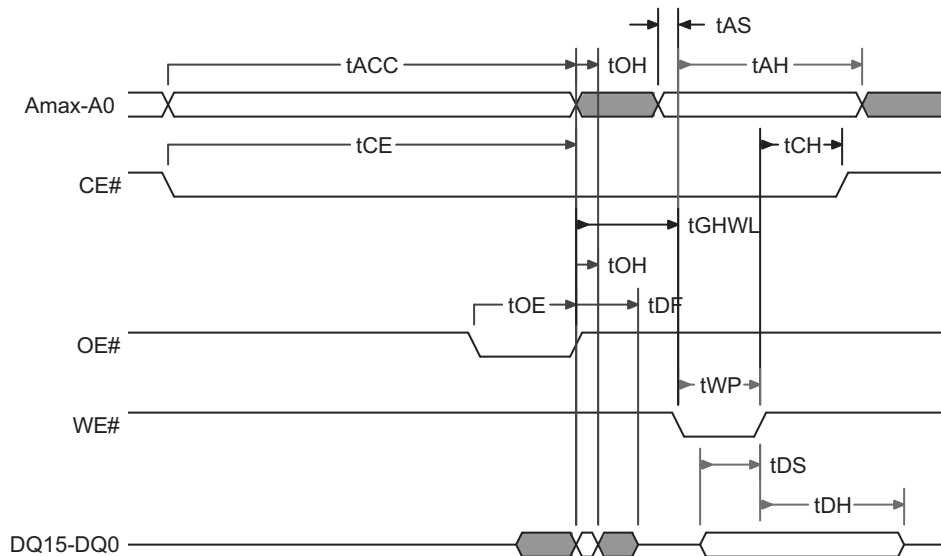 tAS
tACC
tOH
tAH
Amax-A0
tCE
tCH
CE#
tGHWL
tOH
tOE
tDF
OE#
tWP
WE#
tDS
tDH
DQ15-DQ0